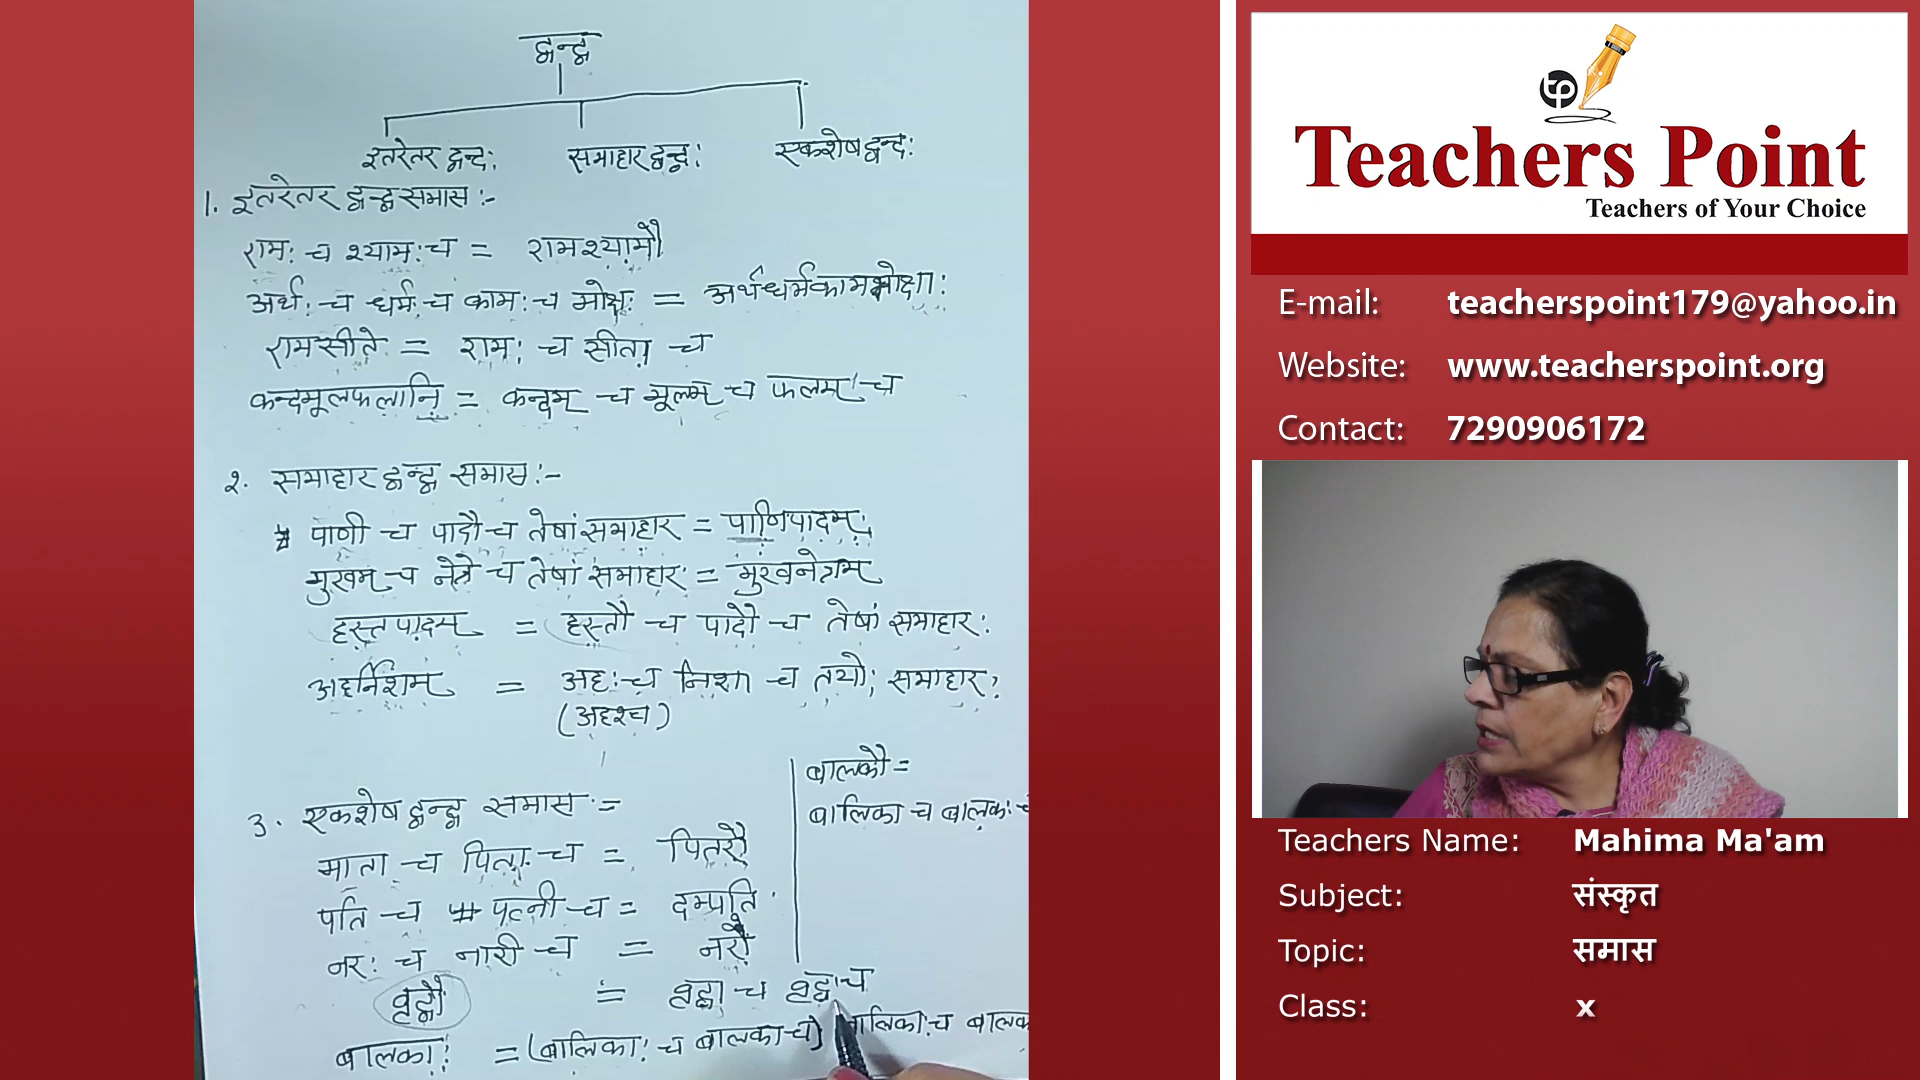 द्वन्द्व
इतरेतर द्वन्द: समाहार द्वन्द्व: एकशेष द्वन्द:
1. इतरेतर द्वन्द्व समास :-
राम: च श्याम: च = रामश्यामौ
अर्थ: च धर्म: च काम: च मोक्ष: = अर्थधर्मकाममोक्षा:
रामसीते = राम: च सीता च
कन्दमूलफलानि = कन्दम् च मूलम् च फलम् च
२. समाहार द्वन्द्व समास :-
पाणी च पादौ च तेषां समाहार = पाणिपादम्
मुखम् च नेत्रे च तेषां समाहार: = मुखनेत्रम्
हस्तपादम् = हस्तौ च पादौ च तेषां समाहार:
अहर्निशम् = अह: च निशा च तयो: समाहार:
(अहश्च)
3. एकशेष द्वन्द्व समास :=
माता च पिता च = पितरौ
पति च पत्नी च = दम्पति
नर: च नारी च = नरौ
= वृद्धा च वृद्ध: च
बालका: = (बालिका: च बालका च) बालिका: च बालक
बालकौ =
बालिका च बालक: च
tp
Teachers Point
Teachers of Your Choice
E-mail: teacherspoint179@yahoo.in
Website: www.teacherspoint.org
Contact: 7290906172
Teachers Name: Mahima Ma'am
Subject: संस्कृत
Topic: समास
Class: x